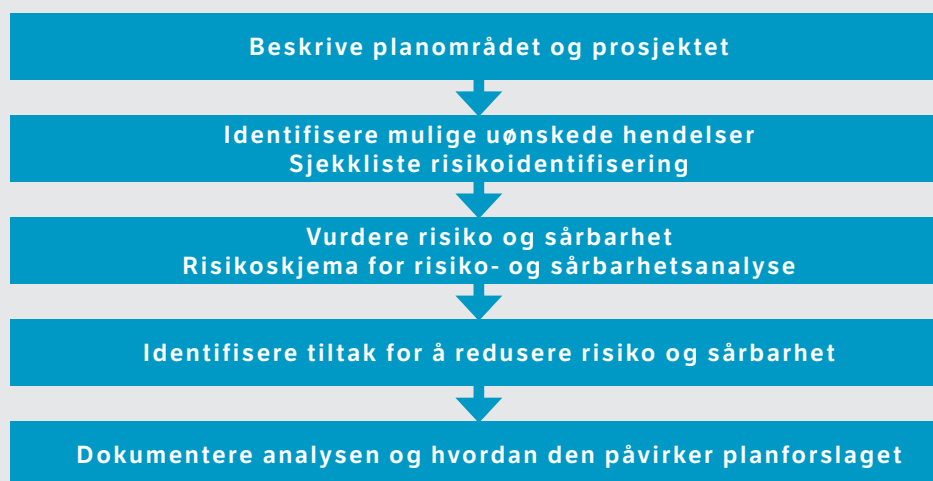 Beskrive planområdet og prosjektet
Identifisere mulige uønskede hendelser
Sjekkliste risikoidentifisering
Vurdere risiko og sårbarhet
Risikoskjema for risiko- og sårbarhetsanalyse
Identifisere tiltak for å redusere risiko og sårbarhet
Dokumentere analysen og hvordan den påvirker planforslaget